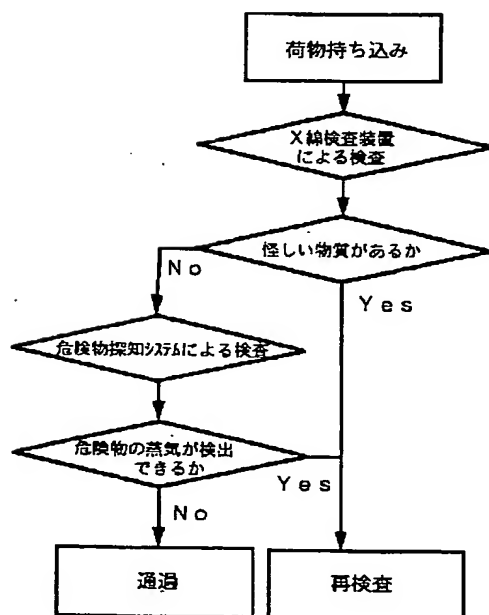 荷物持ち込み
X綿検査装置
による検査
怪しい物質があるか
No
Yes
危険物探知システムによる検査
危険物の蒸気が検出
できるか
Yes
No
通過
再検査